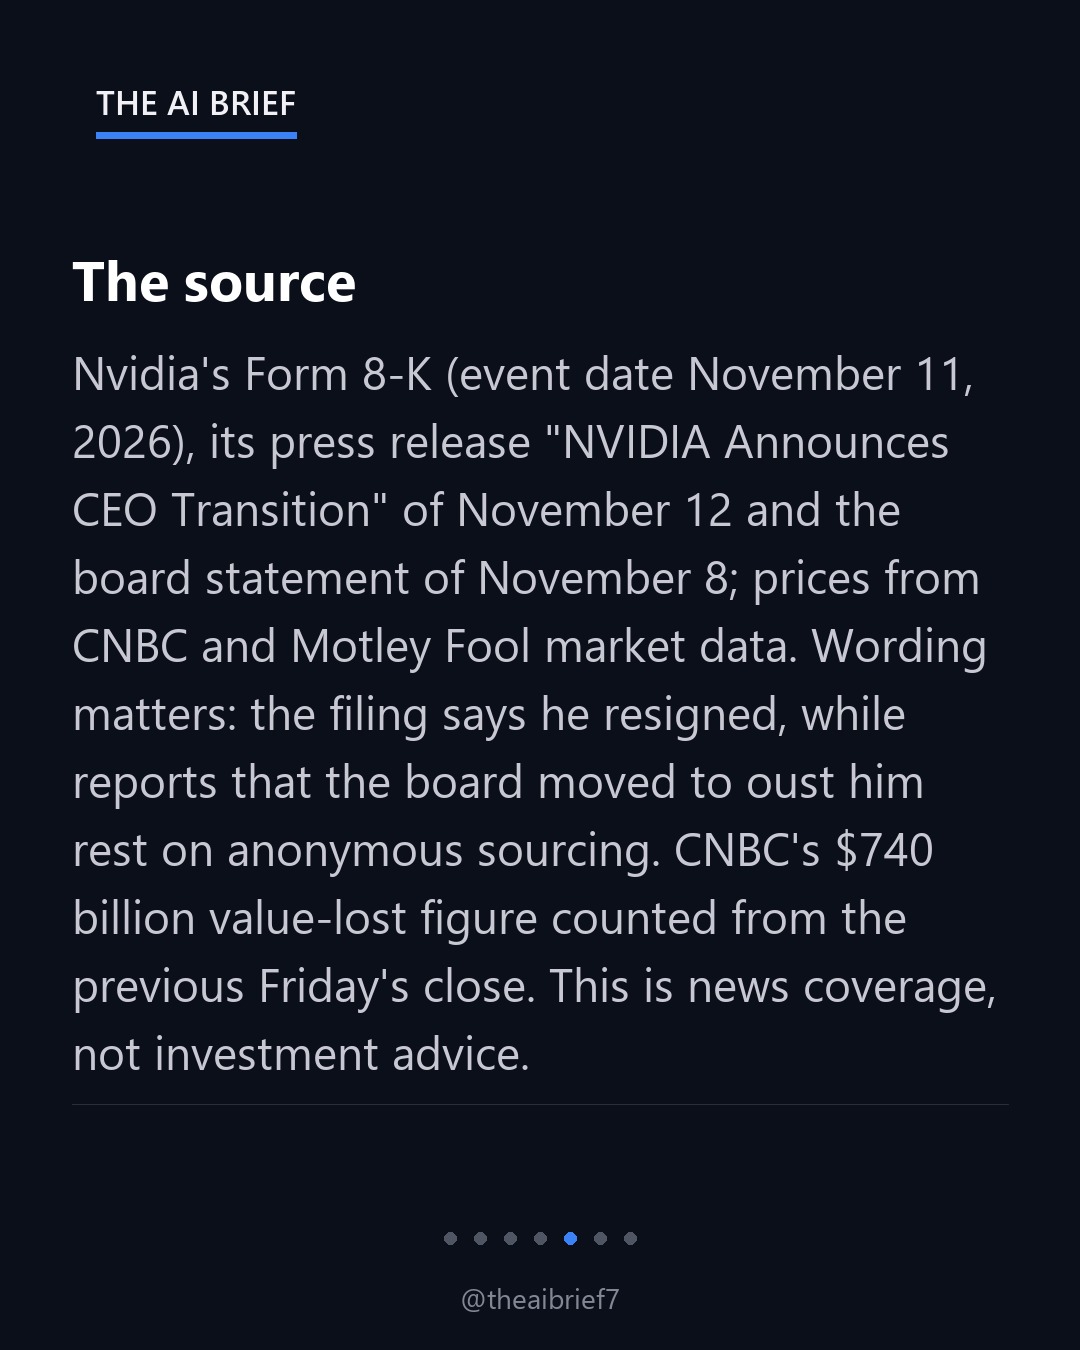 THE AI BRIEF
The source
Nvidia's Form 8-K (event date November 11,
2026), its press release "NVIDIA Announces
CEO Transition" of November 12 and the
board statement of November 8; prices from
CNBC and Motley Fool market data. Wording
matters: the filing says he resigned, while
reports that the board moved to oust him
rest on anonymous sourcing. CNBC's $740
billion value-lost figure counted from the
previous Friday's close. This is news coverage,
not investment advice.
@theaibrief7